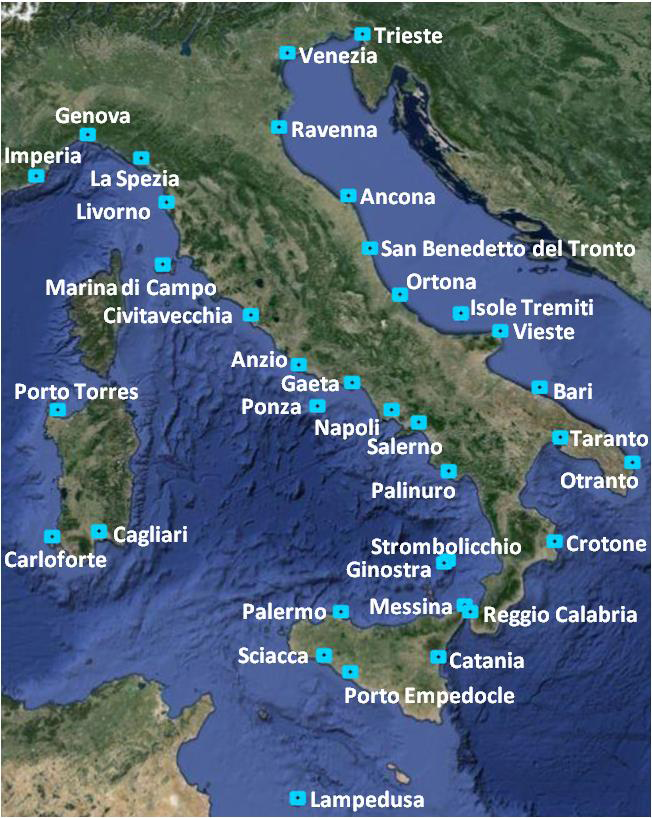 Trieste
Venezia
Genova
Ravenna
Imperia
La Spezia
Ancona
Livorno
San Benedetto del Tronto
Ortona
Marina di Campo
Isole Tremiti
Civitavecchia
Vieste
Anzio
Gaeta
Porto Torres
Bari
Ponza
Napoli
Taranto
Salerno
Otranto
Palinuro
Cagliari
Strombolicchio
Crotone
Carloforte
Ginostra
Messina
Palermo
Reggio Calabria
Sciacca
Catania
Porto Empedocle
Lampedusa